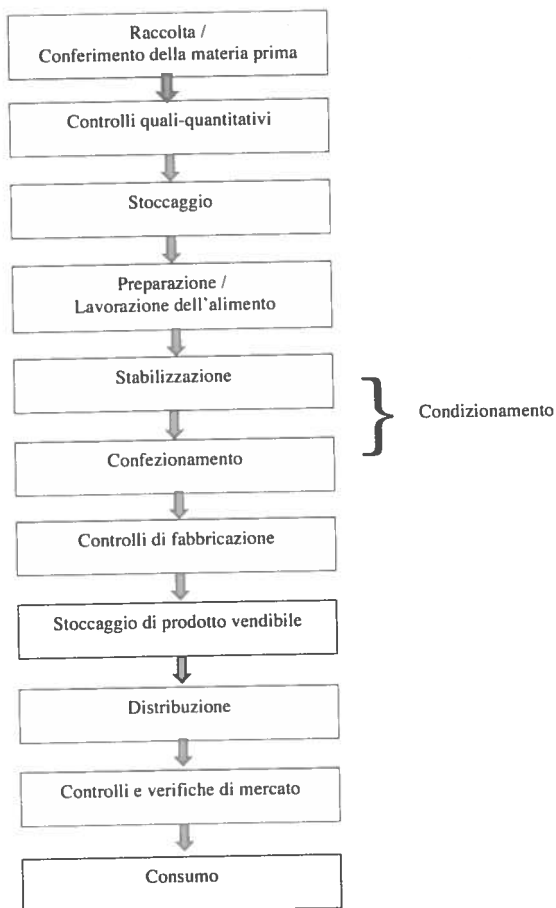 Raccolta /
Conferimento della materia prima
Controlli quali-quantitativi
Stoccaggio
Preparazione /
Lavorazione dell'alimento
Stabilizzazione
Condizionamento
Confezionamento
Controlli di fabbricazione
Stoccaggio di prodotto vendibile
Distribuzione
Controlli e verifiche di mercato
Consumo